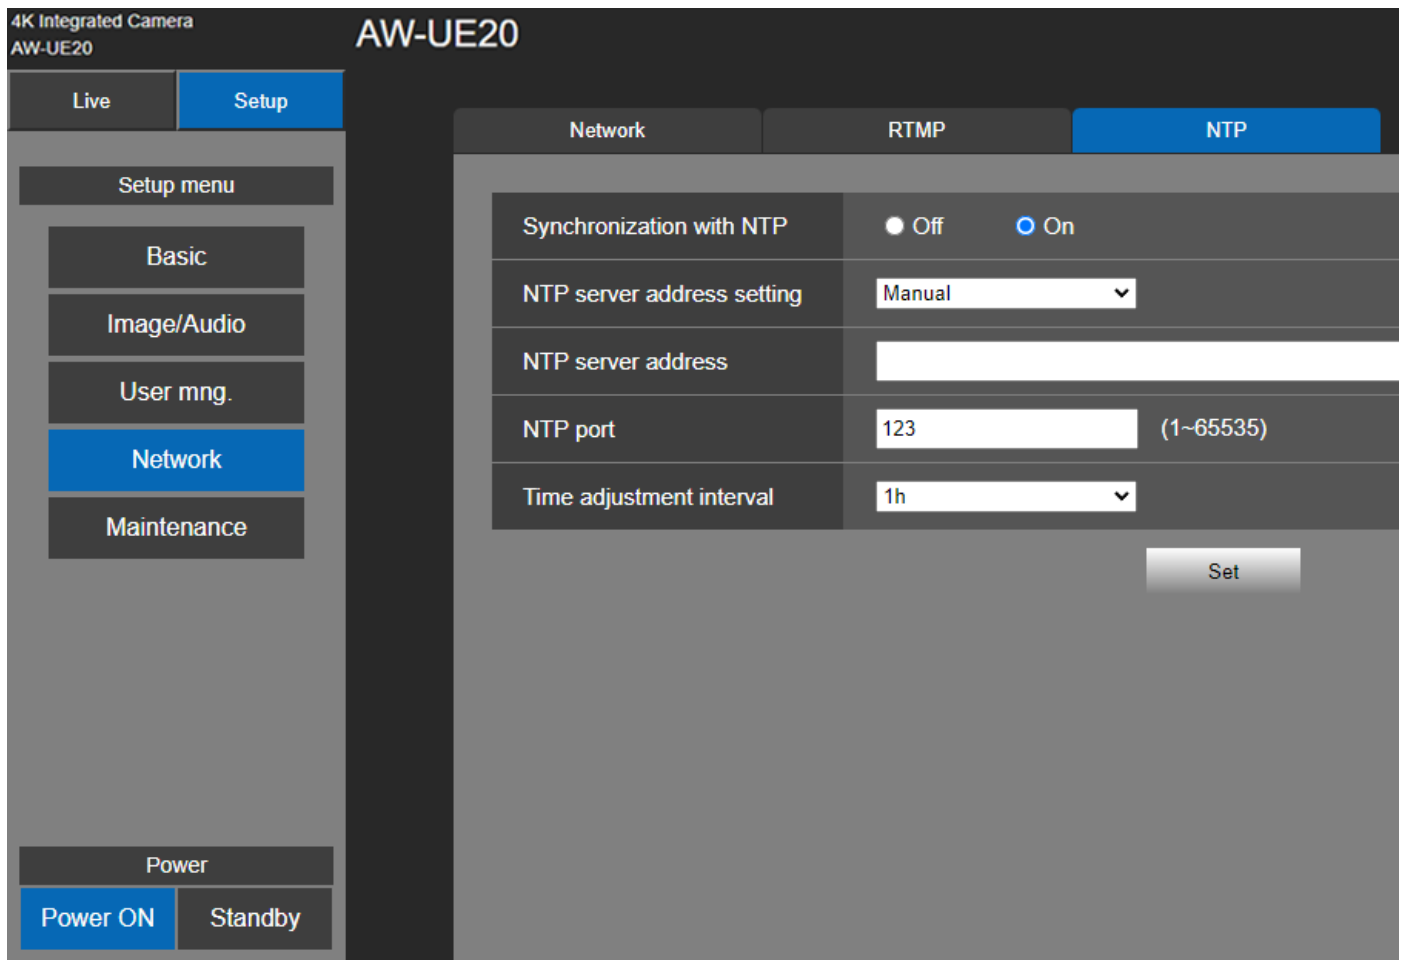 4K Integrated Camera
AW-UE20
AW-UE20
Live Setup
Setup menu
Basic
Image/Audio
User mng.
Network
Maintenance
Power
Power ON Standby
Network RTMP NTP
Synchronization with NTP Off On
NTP server address setting Manual
NTP server address
NTP port 123 (1~65535)
Time adjustment interval 1h
Set